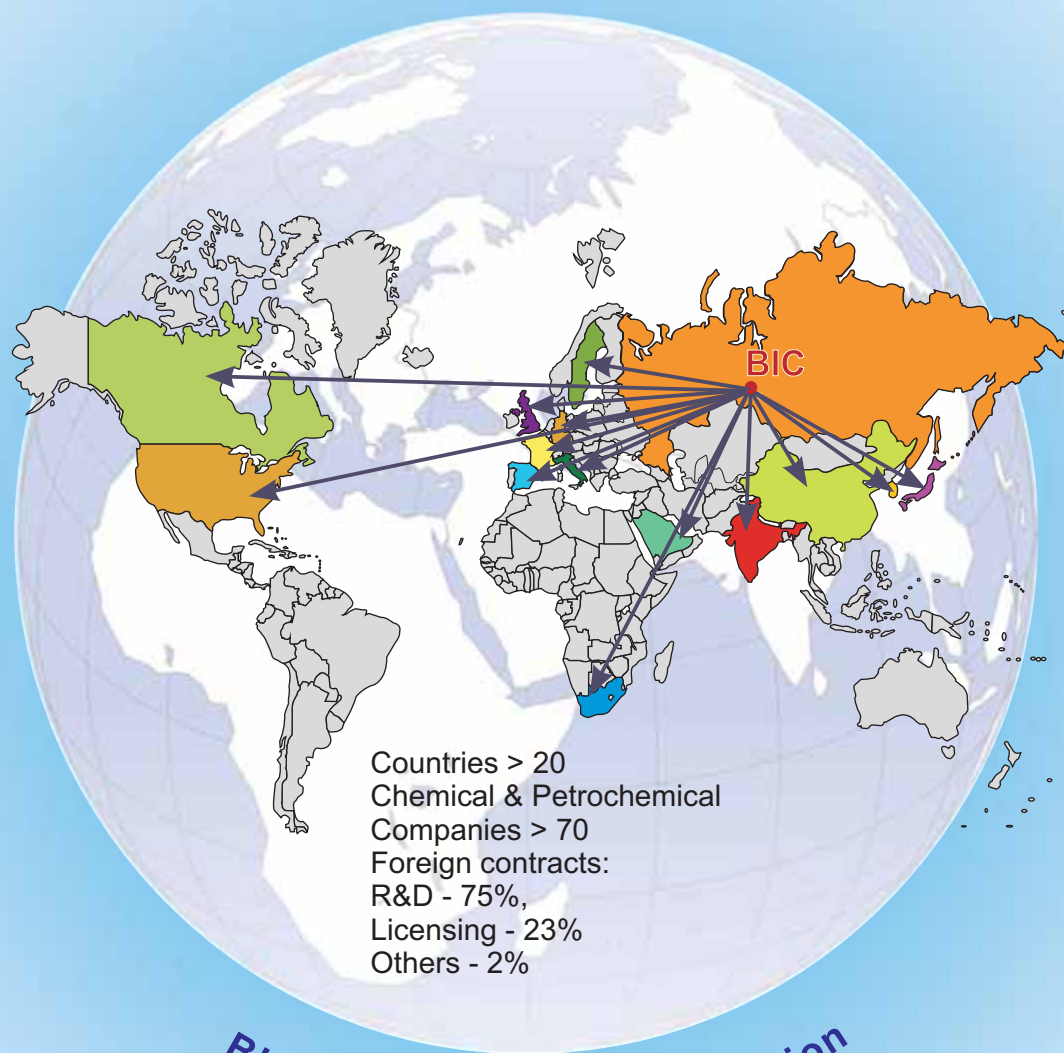 BIC
Countries > 20
Chemical & Petrochemical
Companies > 70
Foreign contracts:
R&D - 75%,
Licensing - 23%
Others - 2%